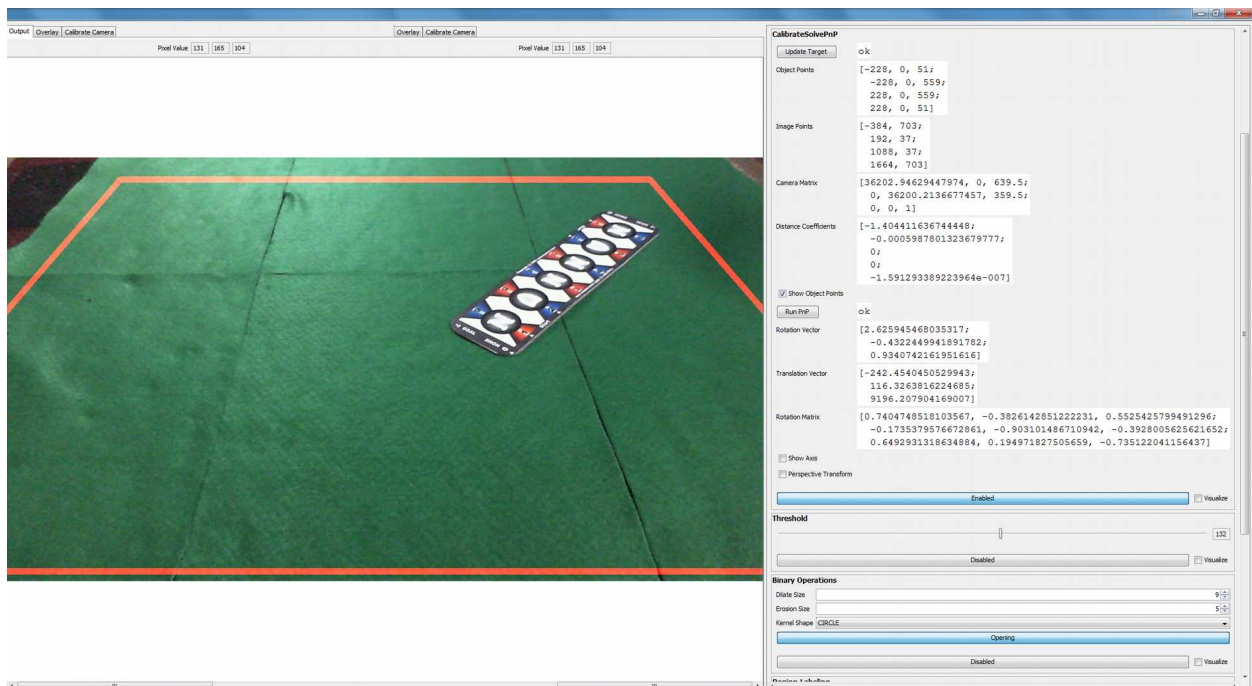 Output Overlay Calibrate Camera
Overlay Calibrate Camera
Pixel Value 131 165 104
Pixel Value 131 165 104
CalibrateSolvePnP
Update Target ok
Object Points [-228, 0, 51;
-228, 0, 559;
228, 0, 559;
228, 0, 51]
Image Points [-384, 703;
192, 37;
1088, 37;
1664, 703]
Camera Matrix [36202.94629447974, 0, 639.5;
0, 36200.2136677457, 359.5;
0, 0, 1]
Distance Coefficients [-1.404411636744448;
-0.0005987801323679777;
0;
0;
-1.591293389223964e-007]
Show Object Points
Run PnP ok
Rotation Vector [2.625945468035317;
-0.4322449941891782;
0.9340742161951616]
Translation Vector [-242.4540450529943;
116.3263816224685;
9196.207904169007]
Rotation Matrix [0.7404748518103567, -0.3826142851222231, 0.5525425799491296;
-0.1735379576672861, -0.903101486710942, -0.3928005625621652;
0.6492931318634884, 0.194971827505659, -0.735122041156437]
Show Axis
Perspective Transform
Enabled Visualize
Threshold
132
Disabled Visualize
Binary Operations
Dilate Size 9
Erosion Size 5
Kernel Shape CIRCLE
Opening
Disabled Visualize
Region Labeling
GOAL